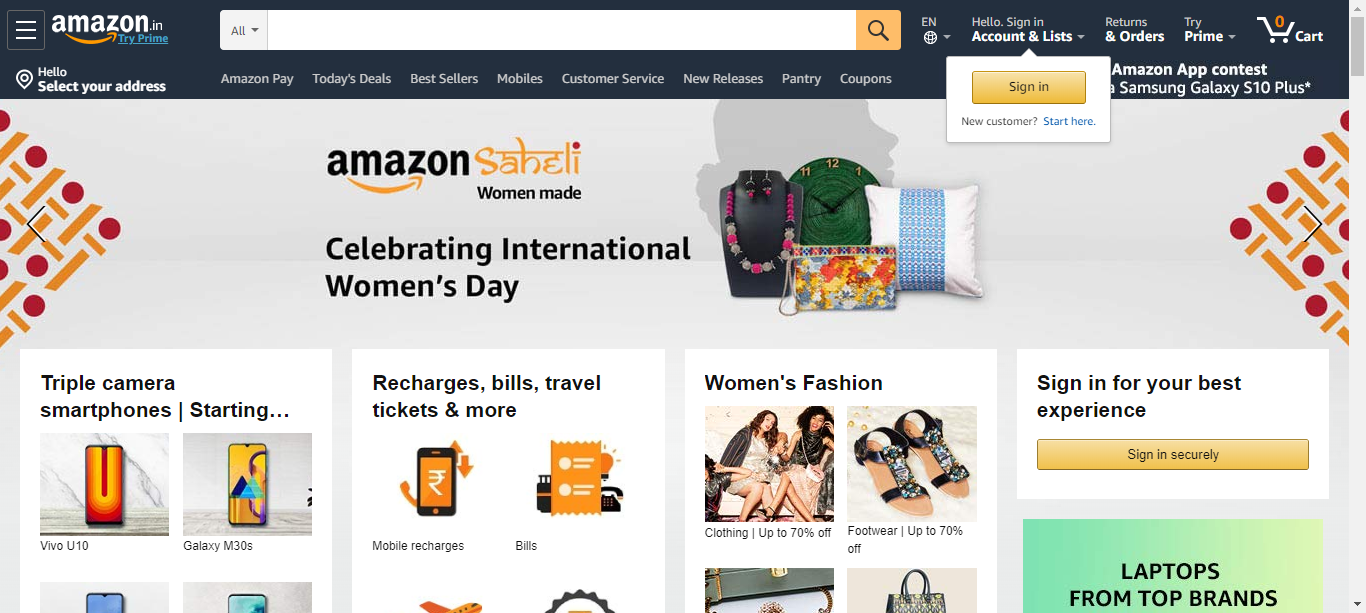 amazon.in
Try Prime
All
EN
Hello. Sign in
Account & Lists
Returns
& Orders
Try
Prime
0
Cart
Hello
Select your address
Amazon Pay
Today's Deals
Best Sellers
Mobiles
Customer Service
New Releases
Pantry
Coupons
Amazon App contest
a Samsung Galaxy S10 Plus*
Sign in
New customer? Start here.
amazon Saheli
Women made
Celebrating International
Women's Day
11 12 1
Triple camera
smartphones | Starting…
Vivo U10
Galaxy M30s
Recharges, bills, travel
tickets & more
₹
Mobile recharges
Bills
Women's Fashion
Clothing | Up to 70% off
Footwear | Up to 70%
off
Sign in for your best
experience
Sign in securely
LAPTOPS
FROM TOP BRANDS